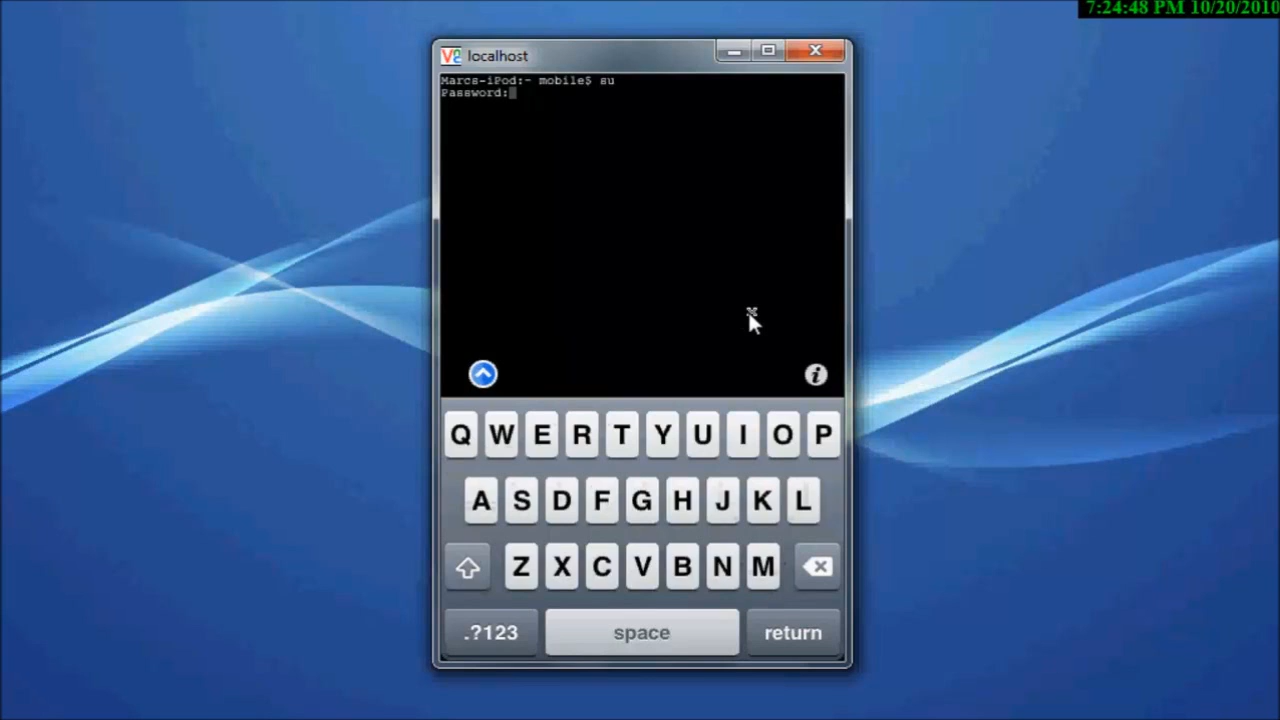 7:24:48 PM 10/20/2010
localhost
Marcs-iPod:~ mobile$ su
Password:
Q W E R T Y U I O P
A S D F G H J K L
Z X C V B N M
.?123 space return